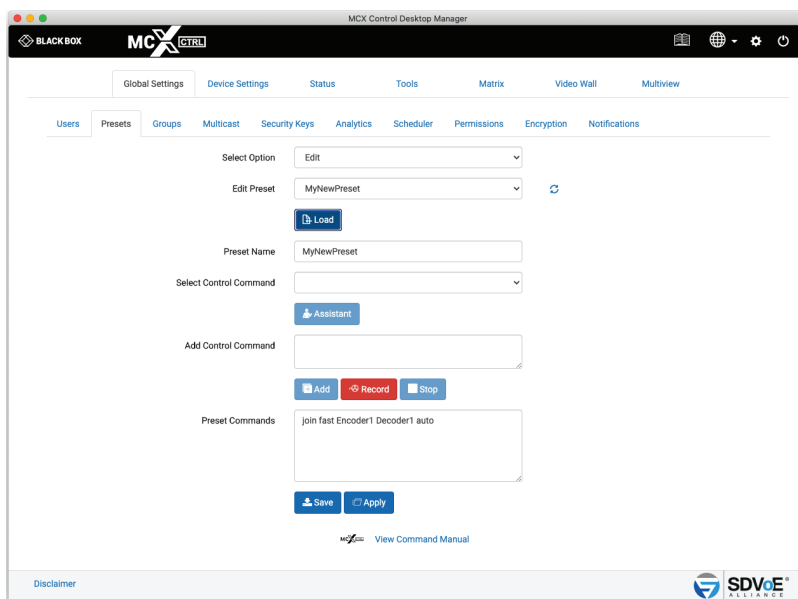 MCX Control Desktop Manager
BLACK BOX MCX CTRL
Global Settings Device Settings Status Tools Matrix Video Wall Multiview
Users Presets Groups Multicast Security Keys Analytics Scheduler Permissions Encryption Notifications
Select Option Edit
Edit Preset MyNewPreset
Load
Preset Name MyNewPreset
Select Control Command
Assistant
Add Control Command
Add Record Stop
Preset Commands join fast Encoder1 Decoder1 auto
Save Apply
MCX CTRL View Command Manual
Disclaimer SDVoE
ALLIANCE